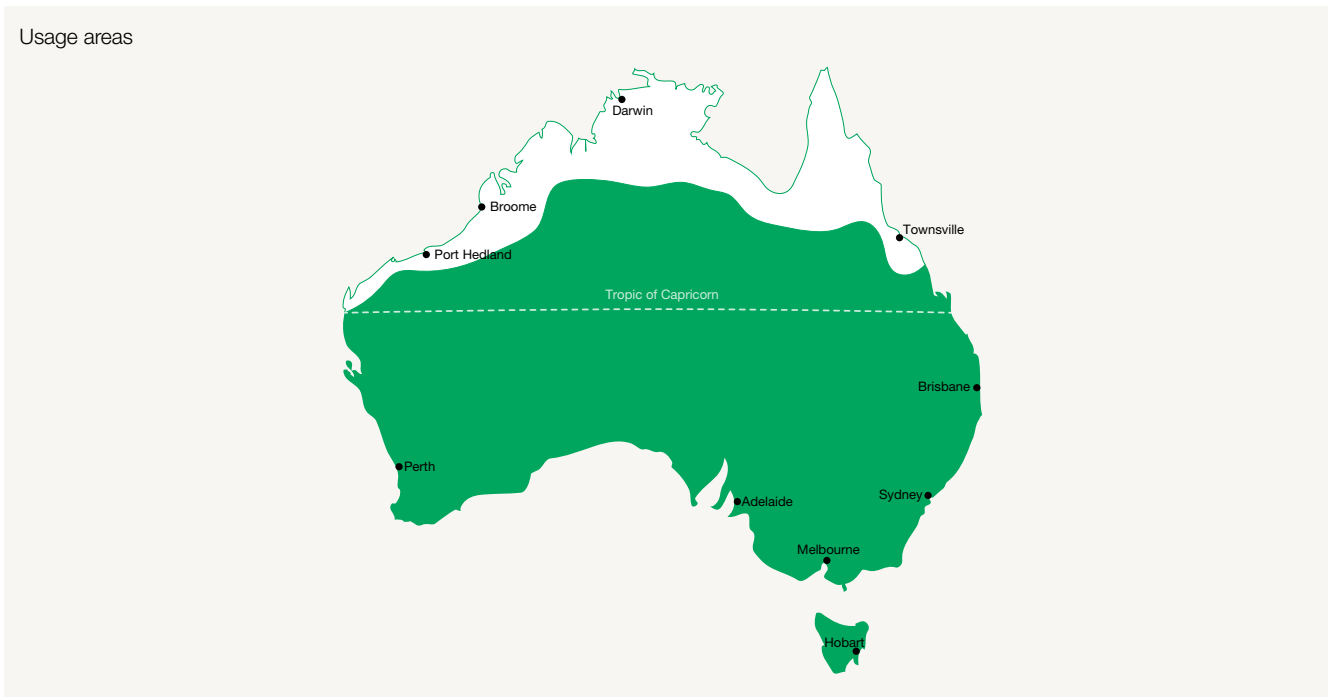 Usage areas
Darwin
Broome
Townsville
Port Hedland
Tropic of Capricorn
Brisbane
Perth
Sydney
Adelaide
Melbourne
Hobart